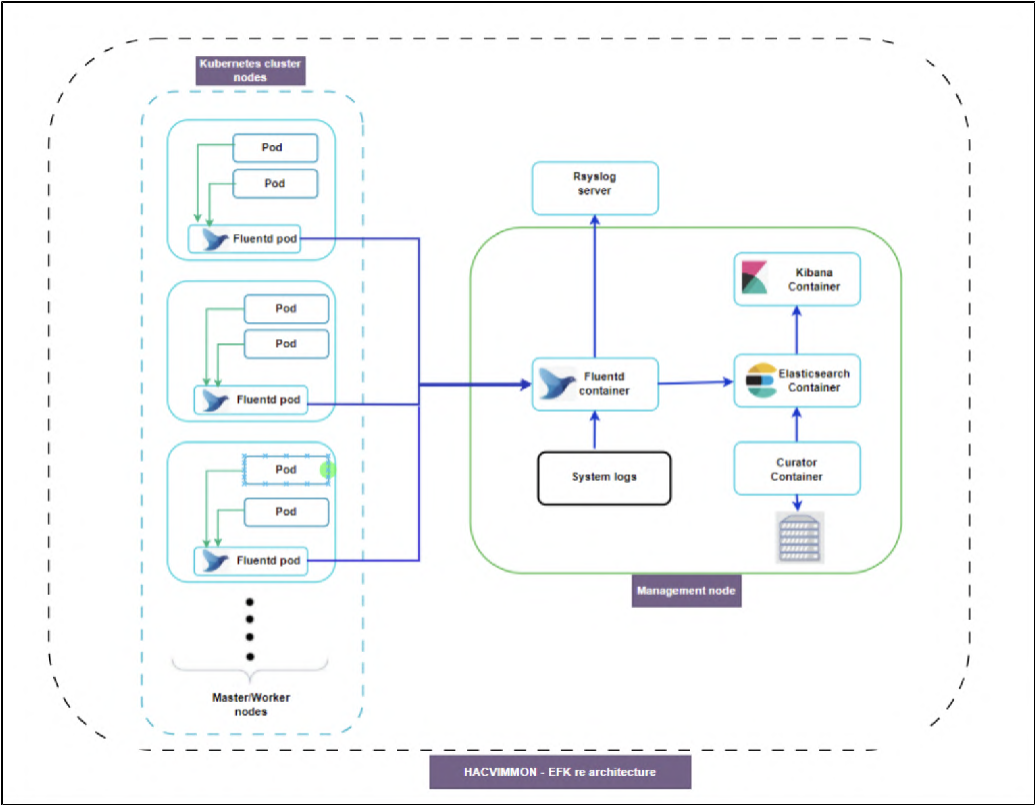 Kubernetes cluster
nodes
Pod
Pod
Fluentd pod
Pod
Pod
Fluentd pod
Pod
Pod
Fluentd pod
Master/Worker
nodes
Rsyslog
server
Kibana
Container
Fluentd
container
Elasticsearch
Container
System logs
Curator
Container
Management node
HACVIMMON - EFK re architecture